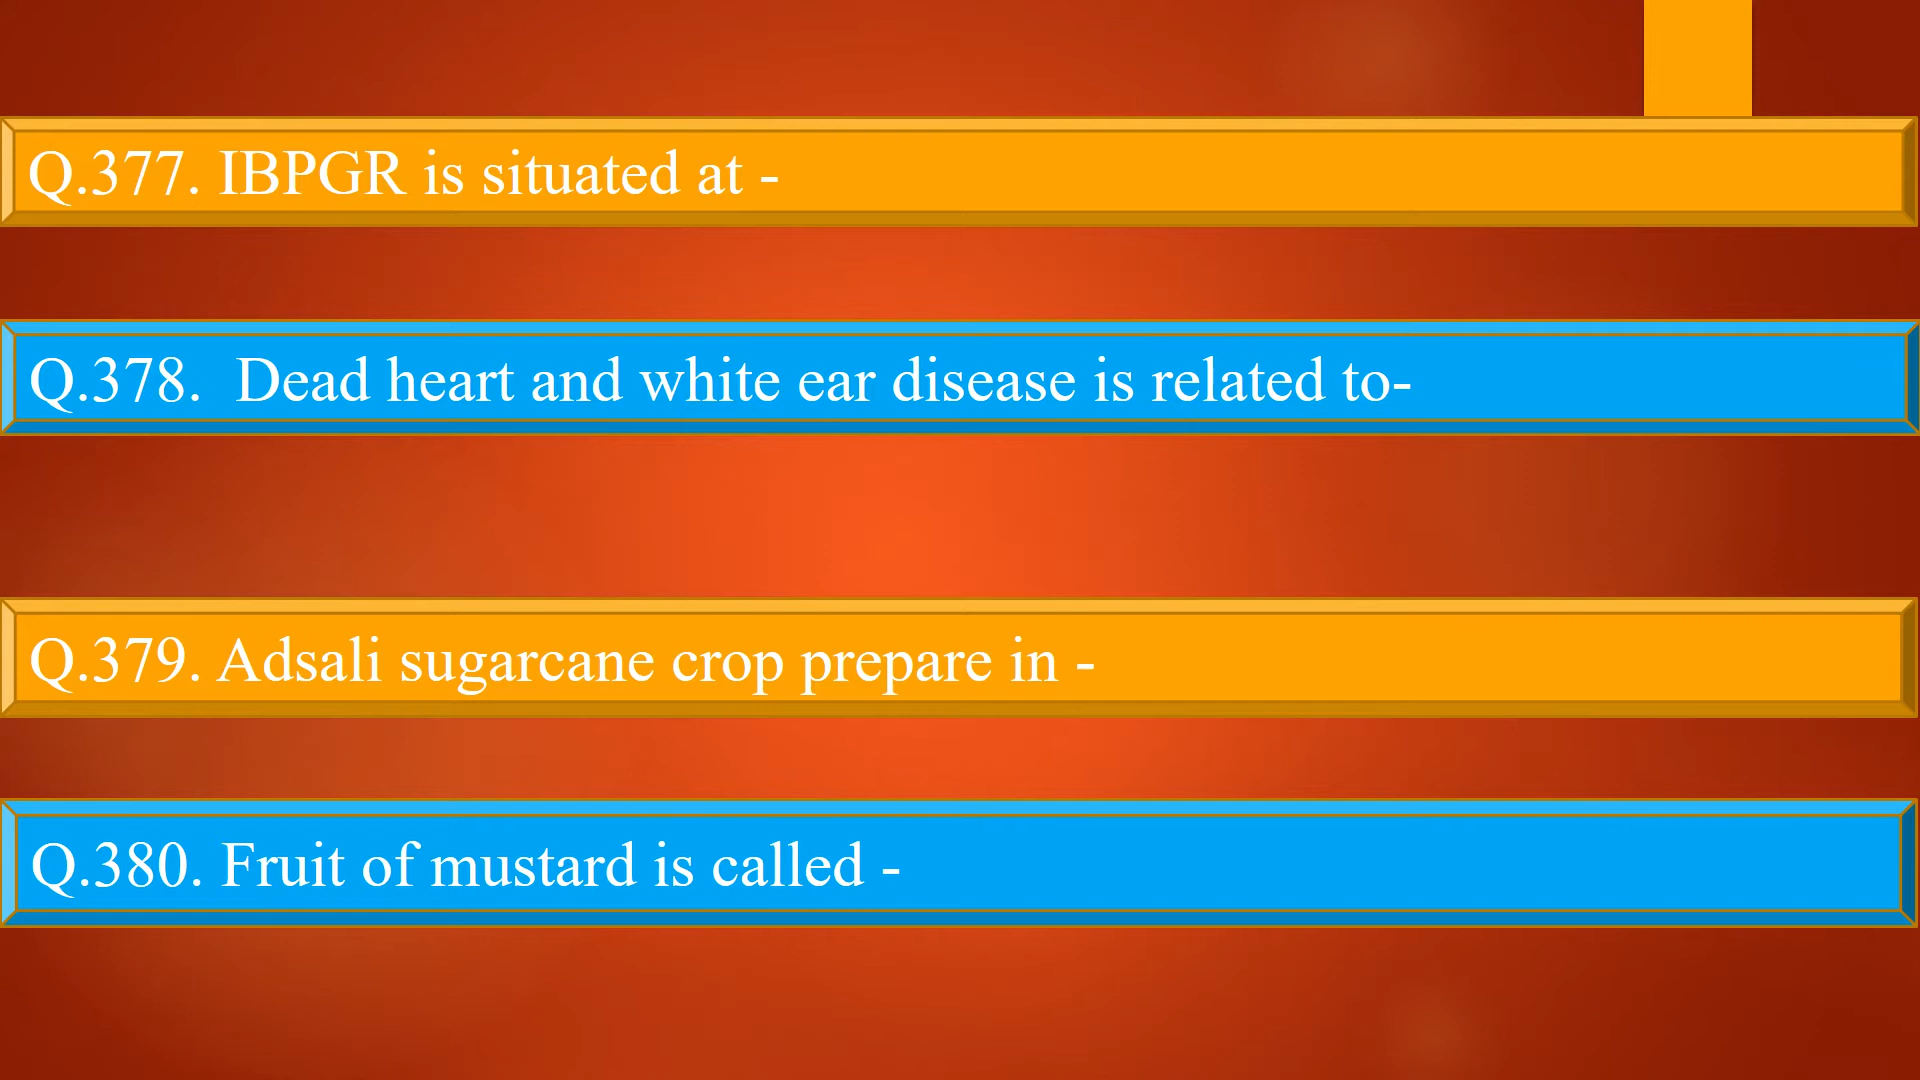 Q.377. IBPGR is situated at -
Q.378.  Dead heart and white ear disease is related to-
Q.379. Adsali sugarcane crop prepare in -
Q.380. Fruit of mustard is called -